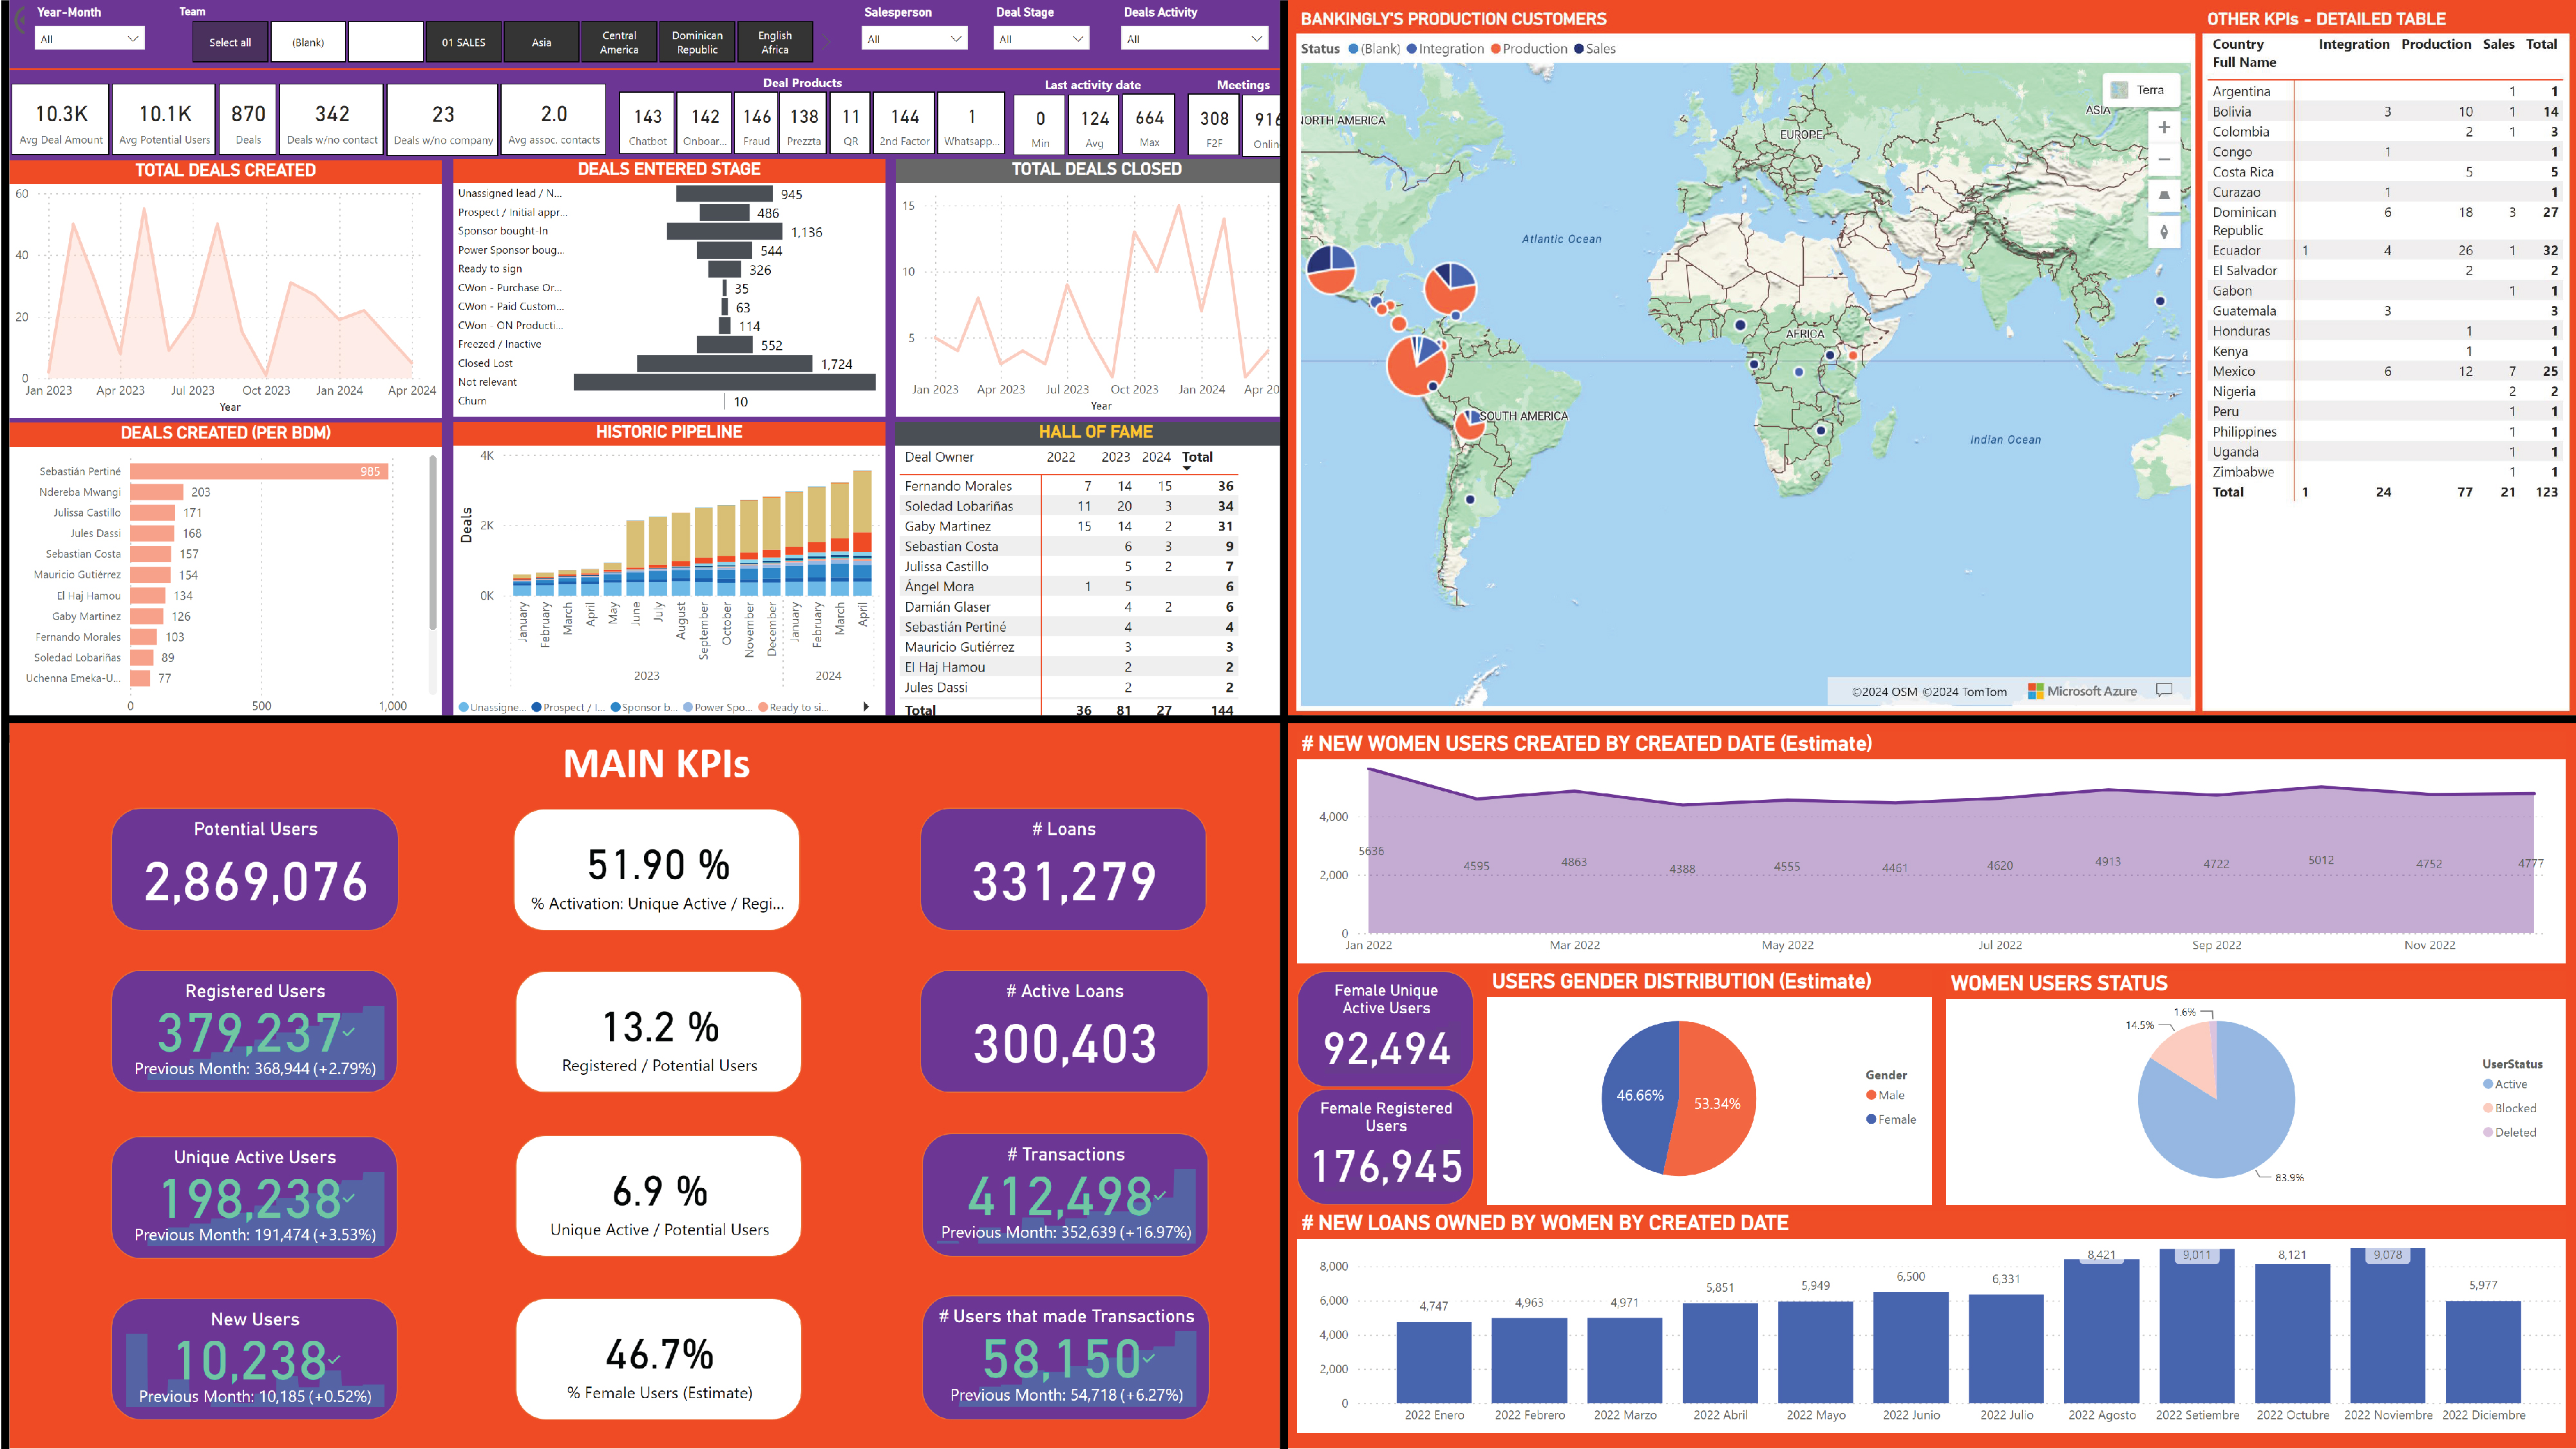 Year-Month
All
Team
Select all
(Blank)
01 SALES
Asia
Central
America
Dominican
Republic
English
Africa
Salesperson
All
Deal Stage
All
Deals Activity
All
10.3K
Avg Deal Amount
10.1K
Avg Potential Users
870
Deals
342
Deals w/no contact
23
Deals w/no company
2.0
Avg assoc. contacts
Deal Products
143
Chatbot
142
Onboar...
146
Fraud
138
Prezzta
11
QR
144
2nd Factor
1
Whatsapp...
Last activity date
0
Min
124
Avg
664
Max
Meetings
308
F2F
916
Onlin
TOTAL DEALS CREATED
60
40
20
0
Jan 2023 Apr 2023 Jul 2023 Oct 2023 Jan 2024 Apr 2024
Year
DEALS ENTERED STAGE
Unassigned lead / N... 945
Prospect / Initial appr... 486
Sponsor bought-In 1,136
Power Sponsor boug... 544
Ready to sign 326
CWon - Purchase Or... 35
CWon - Paid Custom... 63
CWon - ON Producti... 114
Freezed / Inactive 552
Closed Lost 1,724
Not relevant
Churn 10
TOTAL DEALS CLOSED
15
10
5
Jan 2023 Apr 2023 Jul 2023 Oct 2023 Jan 2024 Apr 20
Year
DEALS CREATED (PER BDM)
Sebastián Pertiné 985
Ndereba Mwangi 203
Julissa Castillo 171
Jules Dassi 168
Sebastian Costa 157
Mauricio Gutiérrez 154
El Haj Hamou 134
Gaby Martinez 126
Fernando Morales 103
Soledad Lobariñas 89
Uchenna Emeka-U... 77
0 500 1,000
HISTORIC PIPELINE
Deals
4K
2K
0K
January February March April May June July August September October November December January February March April
2023 2024
Unassigne... Prospect / I... Sponsor b... Power Spo... Ready to si...
HALL OF FAME
Deal Owner 2022 2023 2024 Total
Fernando Morales 7 14 15 36
Soledad Lobariñas 11 20 3 34
Gaby Martinez 15 14 2 31
Sebastian Costa 6 3 9
Julissa Castillo 5 2 7
Ángel Mora 1 5 6
Damián Glaser 4 2 6
Sebastián Pertiné 4 4
Mauricio Gutiérrez 3 3
El Haj Hamou 2 2
Jules Dassi 2 2
Total 36 81 27 144
BANKINGLY'S PRODUCTION CUSTOMERS
Status (Blank) Integration Production Sales
Terra
NORTH AMERICA
EUROPE
ASIA
Atlantic Ocean
AFRICA
SOUTH AMERICA
Indian Ocean
©2024 OSM ©2024 TomTom Microsoft Azure
OTHER KPIs - DETAILED TABLE
Country Integration Production Sales Total
Full Name
Argentina 1 1
Bolivia 3 10 1 14
Colombia 2 1 3
Congo 1 1
Costa Rica 5 5
Curazao 1 1
Dominican 6 18 3 27
Republic
Ecuador 1 4 26 1 32
El Salvador 2 2
Gabon 1 1
Guatemala 3 3
Honduras 1 1
Kenya 1 1
Mexico 6 12 7 25
Nigeria 2 2
Peru 1 1
Philippines 1 1
Uganda 1 1
Zimbabwe 1 1
Total 1 24 77 21 123
MAIN KPIs
Potential Users
2,869,076
51.90 %
% Activation: Unique Active / Regi...
# Loans
331,279
Registered Users
379,237
Previous Month: 368,944 (+2.79%)
13.2 %
Registered / Potential Users
# Active Loans
300,403
Unique Active Users
198,238
Previous Month: 191,474 (+3.53%)
6.9 %
Unique Active / Potential Users
# Transactions
412,498
Previous Month: 352,639 (+16.97%)
New Users
10,238
Previous Month: 10,185 (+0.52%)
46.7%
% Female Users (Estimate)
# Users that made Transactions
58,150
Previous Month: 54,718 (+6.27%)
# NEW WOMEN USERS CREATED BY CREATED DATE (Estimate)
4,000
2,000
0
5636 4595 4863 4388 4555 4461 4620 4913 4722 5012 4752 4777
Jan 2022 Mar 2022 May 2022 Jul 2022 Sep 2022 Nov 2022
Female Unique
Active Users
92,494
Female Registered
Users
176,945
USERS GENDER DISTRIBUTION (Estimate)
46.66%
53.34%
Gender
Male
Female
WOMEN USERS STATUS
1.6%
14.5%
83.9%
UserStatus
Active
Blocked
Deleted
# NEW LOANS OWNED BY WOMEN BY CREATED DATE
8,000
6,000
4,000
2,000
0
4,747 4,963 4,971 5,851 5,949 6,500 6,331 8,421 9,011 8,121 9,078 5,977
2022 Enero 2022 Febrero 2022 Marzo 2022 Abril 2022 Mayo 2022 Junio 2022 Julio 2022 Agosto 2022 Setiembre 2022 Octubre 2022 Noviembre 2022 Diciembre